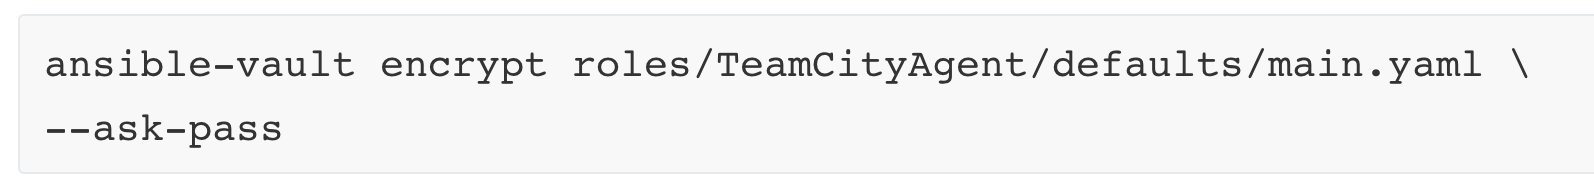 ansible-vault encrypt roles/TeamCityAgent/defaults/main.yaml \
--ask-pass